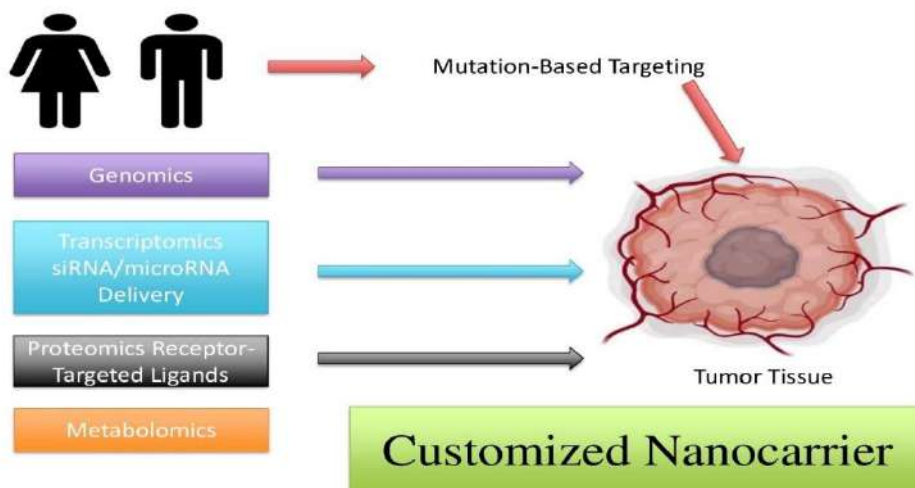 Mutation-Based Targeting
Genomics
Transcriptomics
siRNA/microRNA
Delivery
Proteomics Receptor-
Targeted Ligands
Tumor Tissue
Metabolomics
Customized Nanocarrier